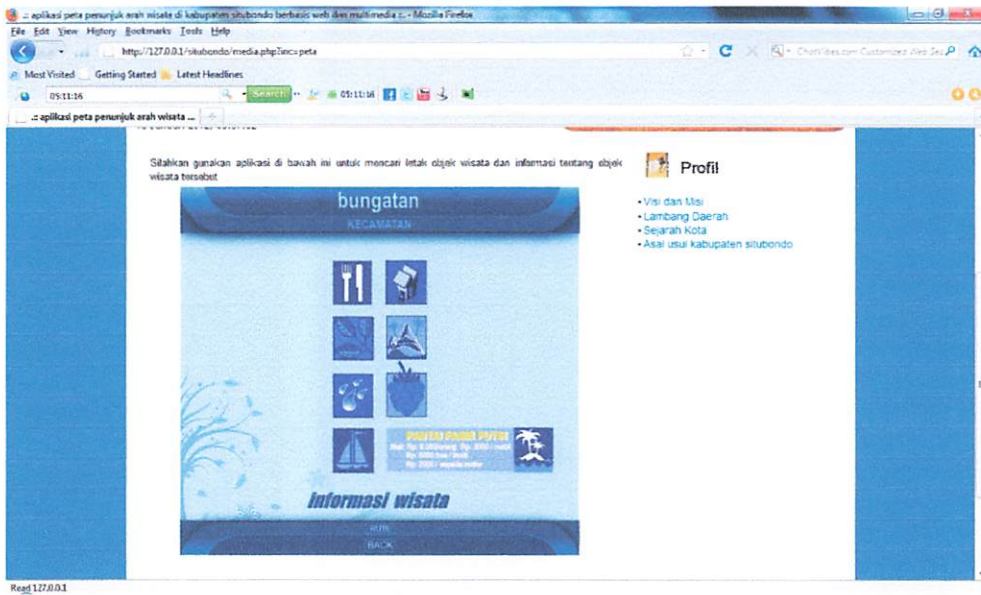 .:: aplikasi peta penunjuk arah wisata di kabupaten situbondo berbasis web dan multimedia ::. - Mozilla Firefox
File Edit View History Bookmarks Tools Help
http://127.0.0.1/situbondo/media.php?inc=peta
Most Visited Getting Started Latest Headlines
05:11:16 Search 05:11:16
.:: aplikasi peta penunjuk arah wisata ...
Silahkan gunakan aplikasi di bawah ini untuk mencari letak objek wisata dan informasi tentang objek
wisata tersebut
bungatan
KECAMATAN
PANTAI PASIR PUTIH
informasi wisata
RUTE
BACK
Profil
• Visi dan Misi
• Lambang Daerah
• Sejarah Kota
• Asal usul kabupaten situbondo
Read 127.0.0.1